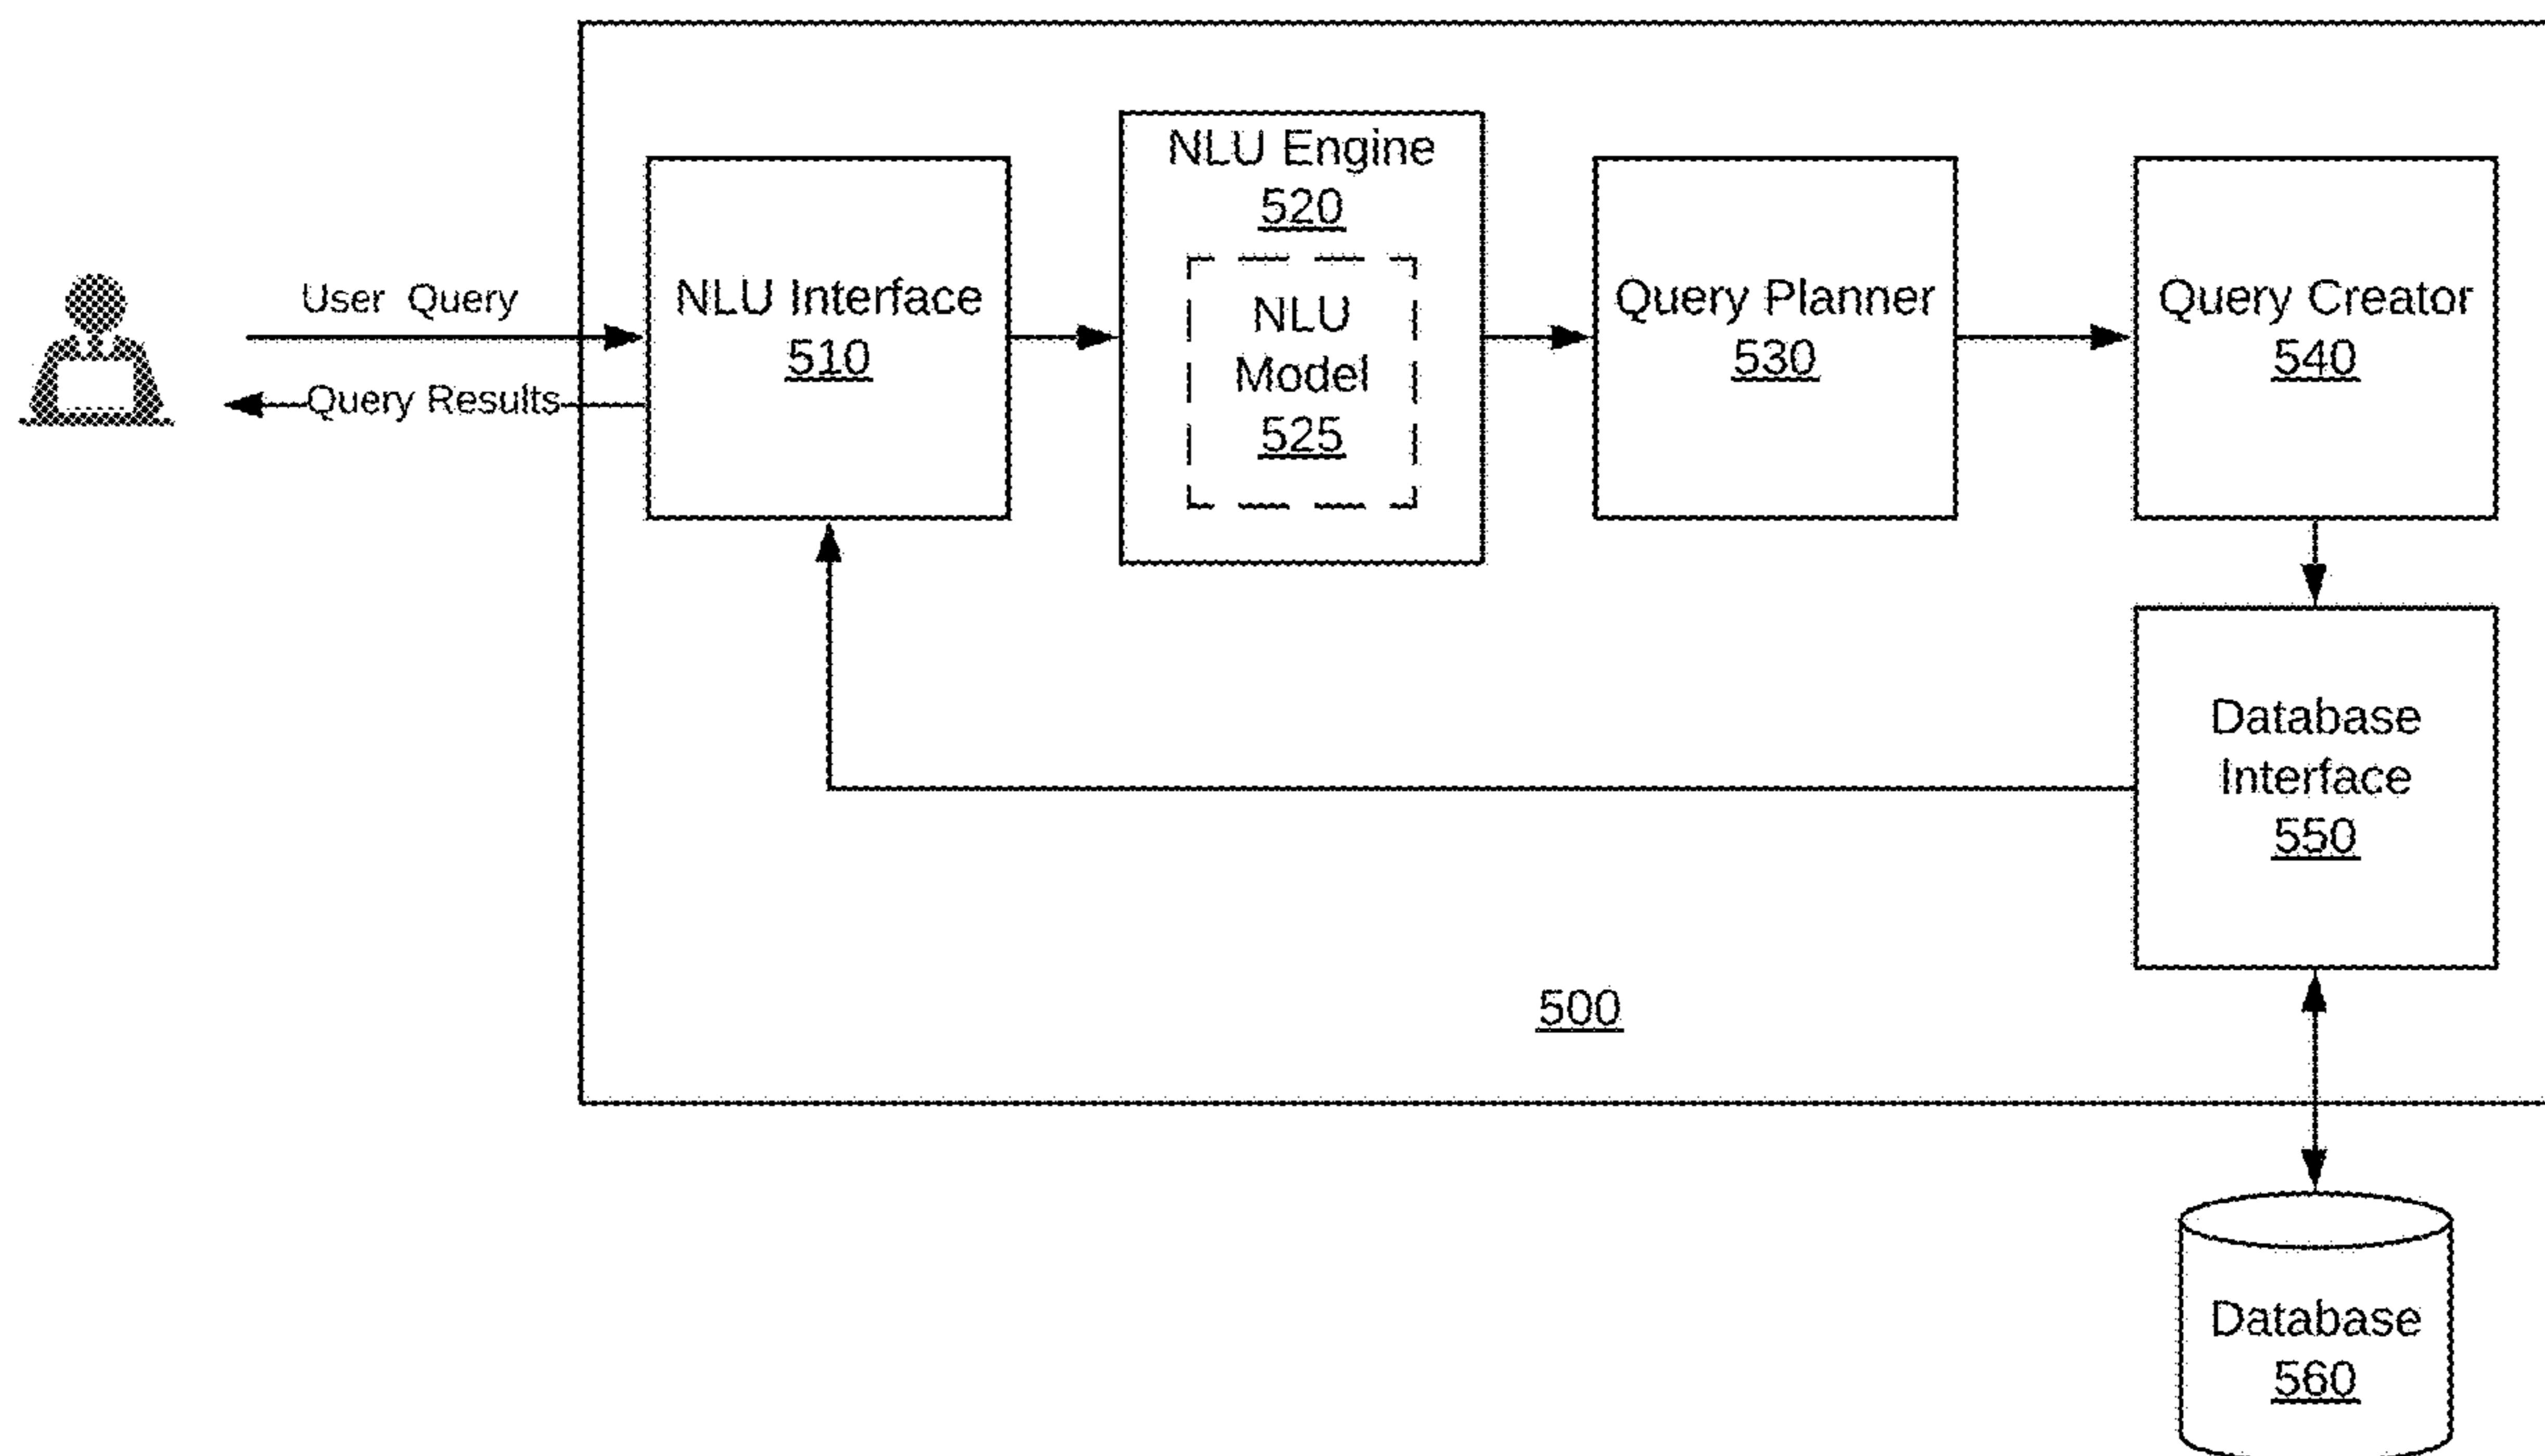 User Query
Query Results
NLU Interface
510
NLU Engine
520
NLU
Model
525
Query Planner
530
Query Creator
540
Database
Interface
550
500
Database
560